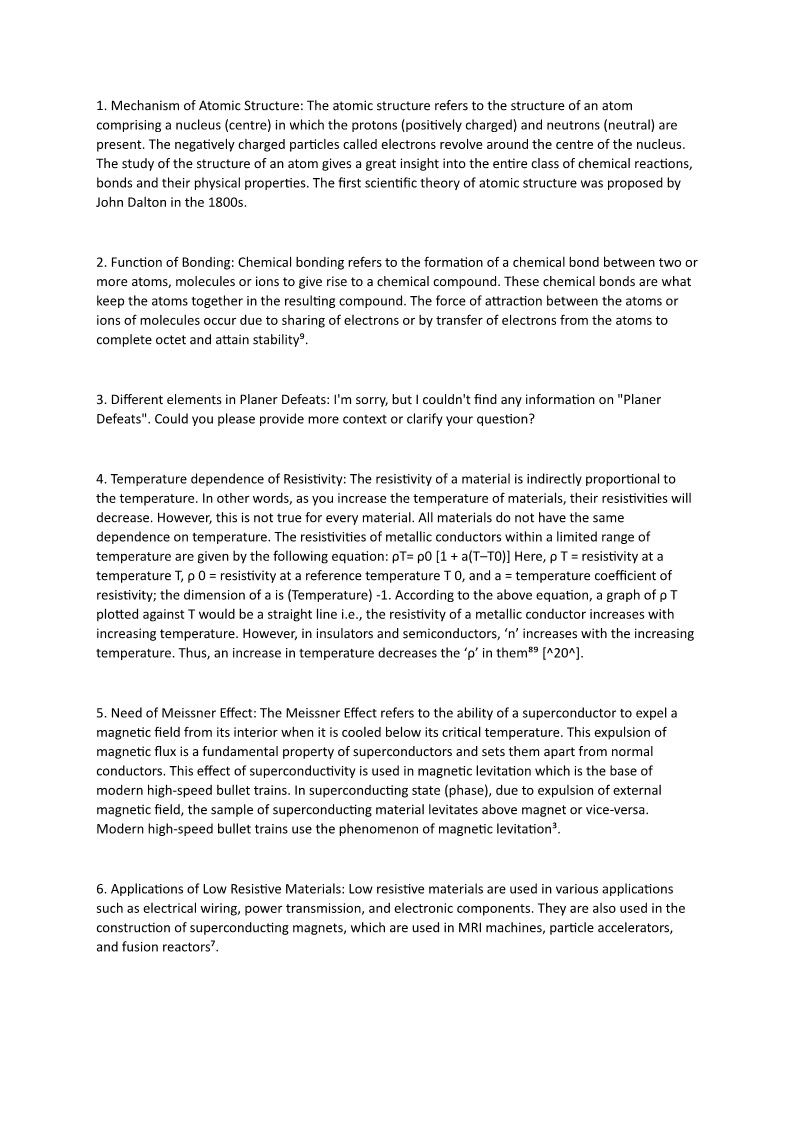 1. Mechanism of Atomic Structure: The atomic structure refers to the structure of an atom
comprising a nucleus (centre) in which the protons (positively charged) and neutrons (neutral) are
present. The negatively charged particles called electrons revolve around the centre of the nucleus.
The study of the structure of an atom gives a great insight into the entire class of chemical reactions,
bonds and their physical properties. The first scientific theory of atomic structure was proposed by
John Dalton in the 1800s.
2. Function of Bonding: Chemical bonding refers to the formation of a chemical bond between two or
more atoms, molecules or ions to give rise to a chemical compound. These chemical bonds are what
keep the atoms together in the resulting compound. The force of attraction between the atoms or
ions of molecules occur due to sharing of electrons or by transfer of electrons from the atoms to
complete octet and attain stability⁹.
3. Different elements in Planer Defeats: I'm sorry, but I couldn't find any information on "Planer
Defeats". Could you please provide more context or clarify your question?
4. Temperature dependence of Resistivity: The resistivity of a material is indirectly proportional to
the temperature. In other words, as you increase the temperature of materials, their resistivities will
decrease. However, this is not true for every material. All materials do not have the same
dependence on temperature. The resistivities of metallic conductors within a limited range of
temperature are given by the following equation: ρT= ρ0 [1 + a(T–T0)] Here, ρ T = resistivity at a
temperature T, ρ 0 = resistivity at a reference temperature T 0, and a = temperature coefficient of
resistivity; the dimension of a is (Temperature) -1. According to the above equation, a graph of ρ T
plotted against T would be a straight line i.e., the resistivity of a metallic conductor increases with
increasing temperature. However, in insulators and semiconductors, ‘n’ increases with the increasing
temperature. Thus, an increase in temperature decreases the ‘ρ’ in them⁸⁹ [^20^].
5. Need of Meissner Effect: The Meissner Effect refers to the ability of a superconductor to expel a
magnetic field from its interior when it is cooled below its critical temperature. This expulsion of
magnetic flux is a fundamental property of superconductors and sets them apart from normal
conductors. This effect of superconductivity is used in magnetic levitation which is the base of
modern high-speed bullet trains. In superconducting state (phase), due to expulsion of external
magnetic field, the sample of superconducting material levitates above magnet or vice-versa.
Modern high-speed bullet trains use the phenomenon of magnetic levitation³.
6. Applications of Low Resistive Materials: Low resistive materials are used in various applications
such as electrical wiring, power transmission, and electronic components. They are also used in the
construction of superconducting magnets, which are used in MRI machines, particle accelerators,
and fusion reactors⁷.